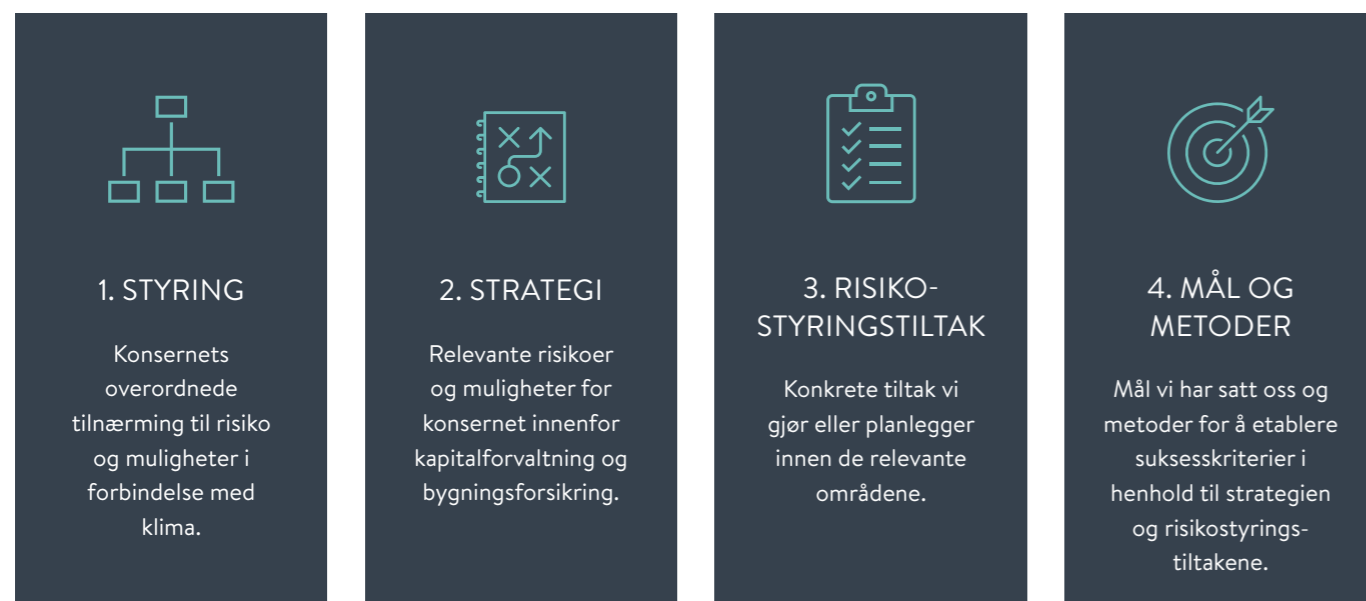 1. STYRING
Konsernets
overordnede
tilnærming til risiko
og muligheter i
forbindelse med
klima.
2. STRATEGI
Relevante risikoer
og muligheter for
konsernet innenfor
kapitalforvaltning og
bygningsforsikring.
3. RISIKO-
STYRINGSTILTAK
Konkrete tiltak vi
gjør eller planlegger
innen de relevante
områdene.
4. MÅL OG
METODER
Mål vi har satt oss og
metoder for å etablere
suksesskriterier i
henhold til strategien
og risikostyrings-
tiltakene.